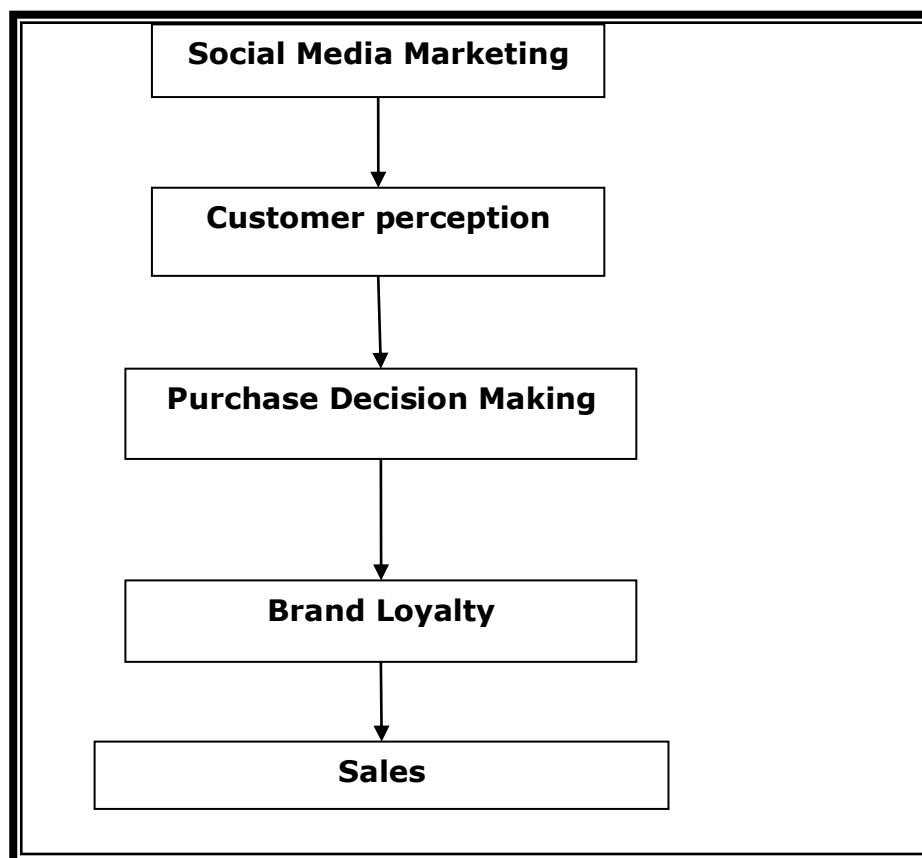 Social Media Marketing
Customer perception
Purchase Decision Making
Brand Loyalty
Sales